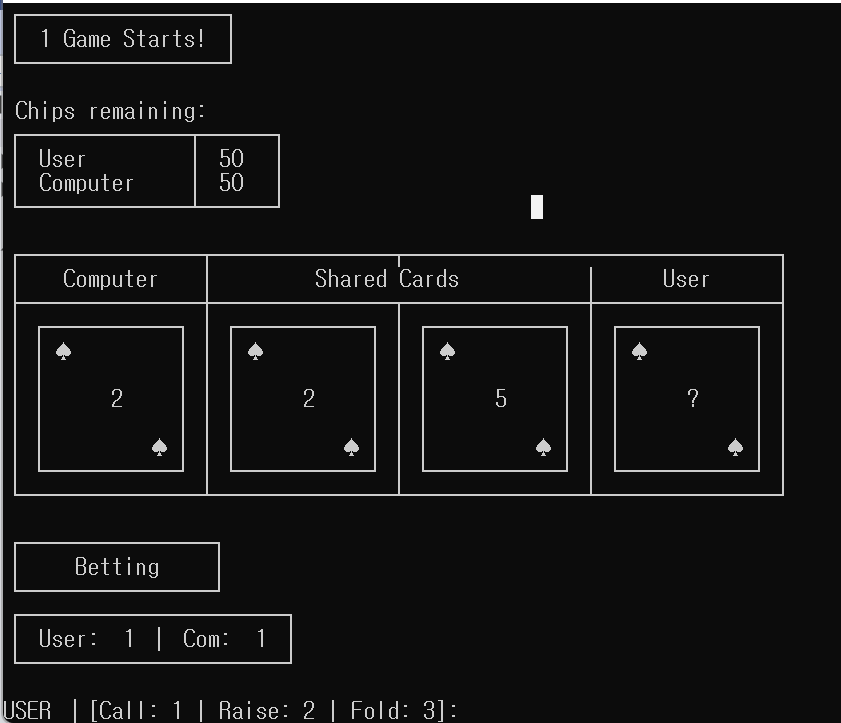 1 Game Starts!
Chips remaining:
User 50
Computer 50
Computer Shared Cards User
♠ ♠ ♠ ♠
2 2 5 ?
♠ ♠ ♠ ♠
Betting
User: 1 | Com: 1
USER | [Call: 1 | Raise: 2 | Fold: 3]: